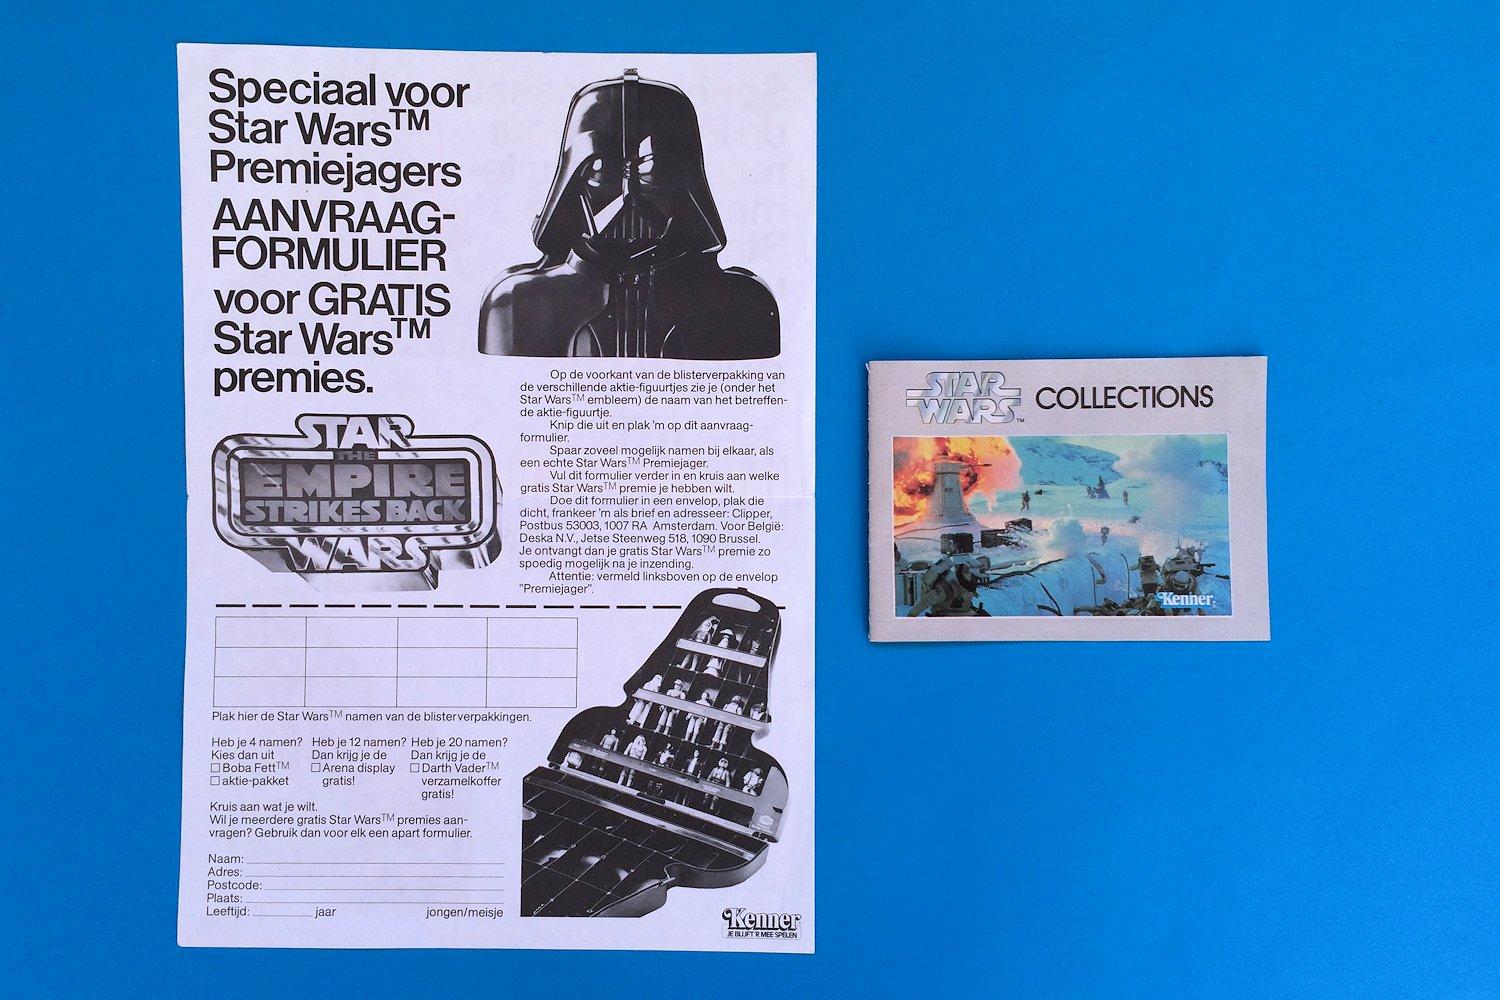 Speciaal voor
Star Wars™
Premiejagers
AANVRAAG-
FORMULIER
voor GRATIS
Star Wars™
premies.
STAR
THE
EMPIRE
STRIKES BACK
WARS
Op de voorkant van de blisterverpakking van
de verschillende aktie-figuurtjes zie je (onder het
Star Wars™ embleem) de naam van het betreffen-
de aktie-figuurtje.
Knip die uit en plak 'm op dit aanvraag-
formulier.
Spaar zoveel mogelijk namen bij elkaar, als
een echte Star Wars™ Premiejager.
Vul dit formulier verder in en kruis aan welke
gratis Star Wars™ premie je hebben wilt.
Doe dit formulier in een envelop, plak die
dicht, frankeer 'm als brief en adresseer: Clipper,
Postbus 53003, 1007 RA Amsterdam. Voor België:
Deska N.V., Jetse Steenweg 518, 1090 Brussel.
Je ontvangt dan je gratis Star Wars™ premie zo
spoedig mogelijk na je inzending.
Attentie: vermeld linksboven op de envelop
"Premiejager".
Plak hier de Star Wars™ namen van de blisterverpakkingen.
Heb je 4 namen?
Kies dan uit
☐ Boba Fett™
☐ aktie-pakket
Heb je 12 namen?
Dan krijg je de
☐ Arena display
gratis!
Heb je 20 namen?
Dan krijg je de
☐ Darth Vader™
verzamelkoffer
gratis!
Kruis aan wat je wilt.
Wil je meerdere gratis Star Wars™ premies aan-
vragen? Gebruik dan voor elk een apart formulier.
Naam:
Adres:
Postcode:
Plaats:
Leeftijd: jaar jongen/meisje
Kenner
JE BLIJFT 'R MEE SPELEN
STAR WARS™ COLLECTIONS
Kenner